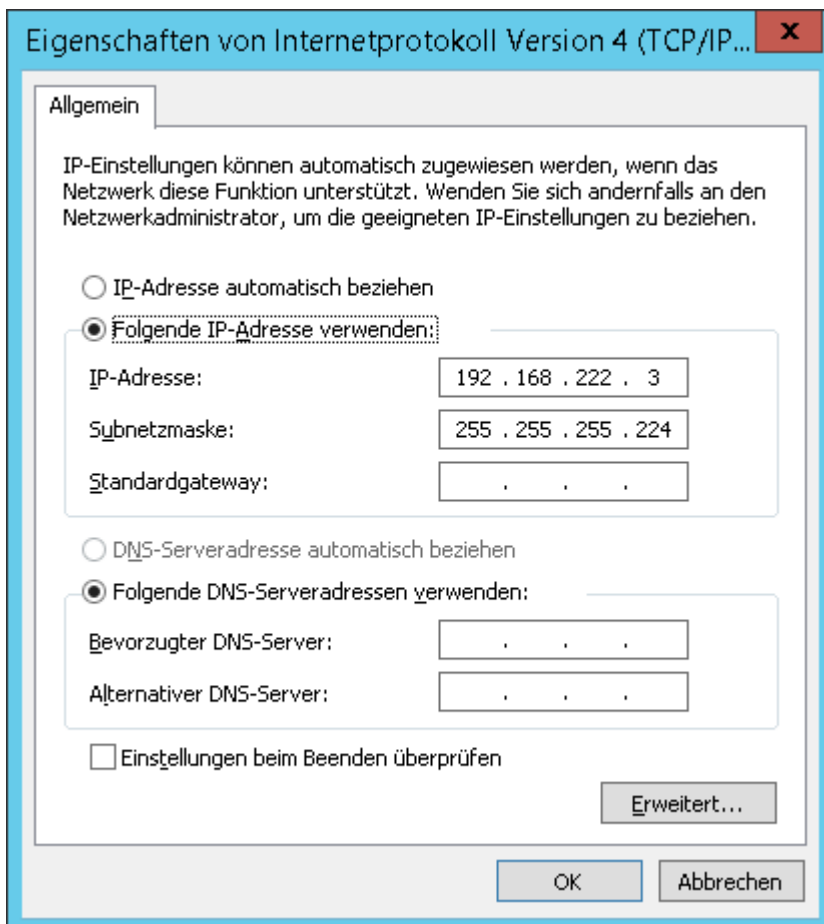 Eigenschaften von Internetprotokoll Version 4 (TCP/IP... x
Allgemein
IP-Einstellungen können automatisch zugewiesen werden, wenn das
Netzwerk diese Funktion unterstützt. Wenden Sie sich andernfalls an den
Netzwerkadministrator, um die geeigneten IP-Einstellungen zu beziehen.
IP-Adresse automatisch beziehen
Folgende IP-Adresse verwenden:
IP-Adresse: 192 . 168 . 222 . 3
Subnetzmaske: 255 . 255 . 255 . 224
Standardgateway: . . .
DNS-Serveradresse automatisch beziehen
Folgende DNS-Serveradressen verwenden:
Bevorzugter DNS-Server: . . .
Alternativer DNS-Server: . . .
Einstellungen beim Beenden überprüfen
Erweitert...
OK Abbrechen